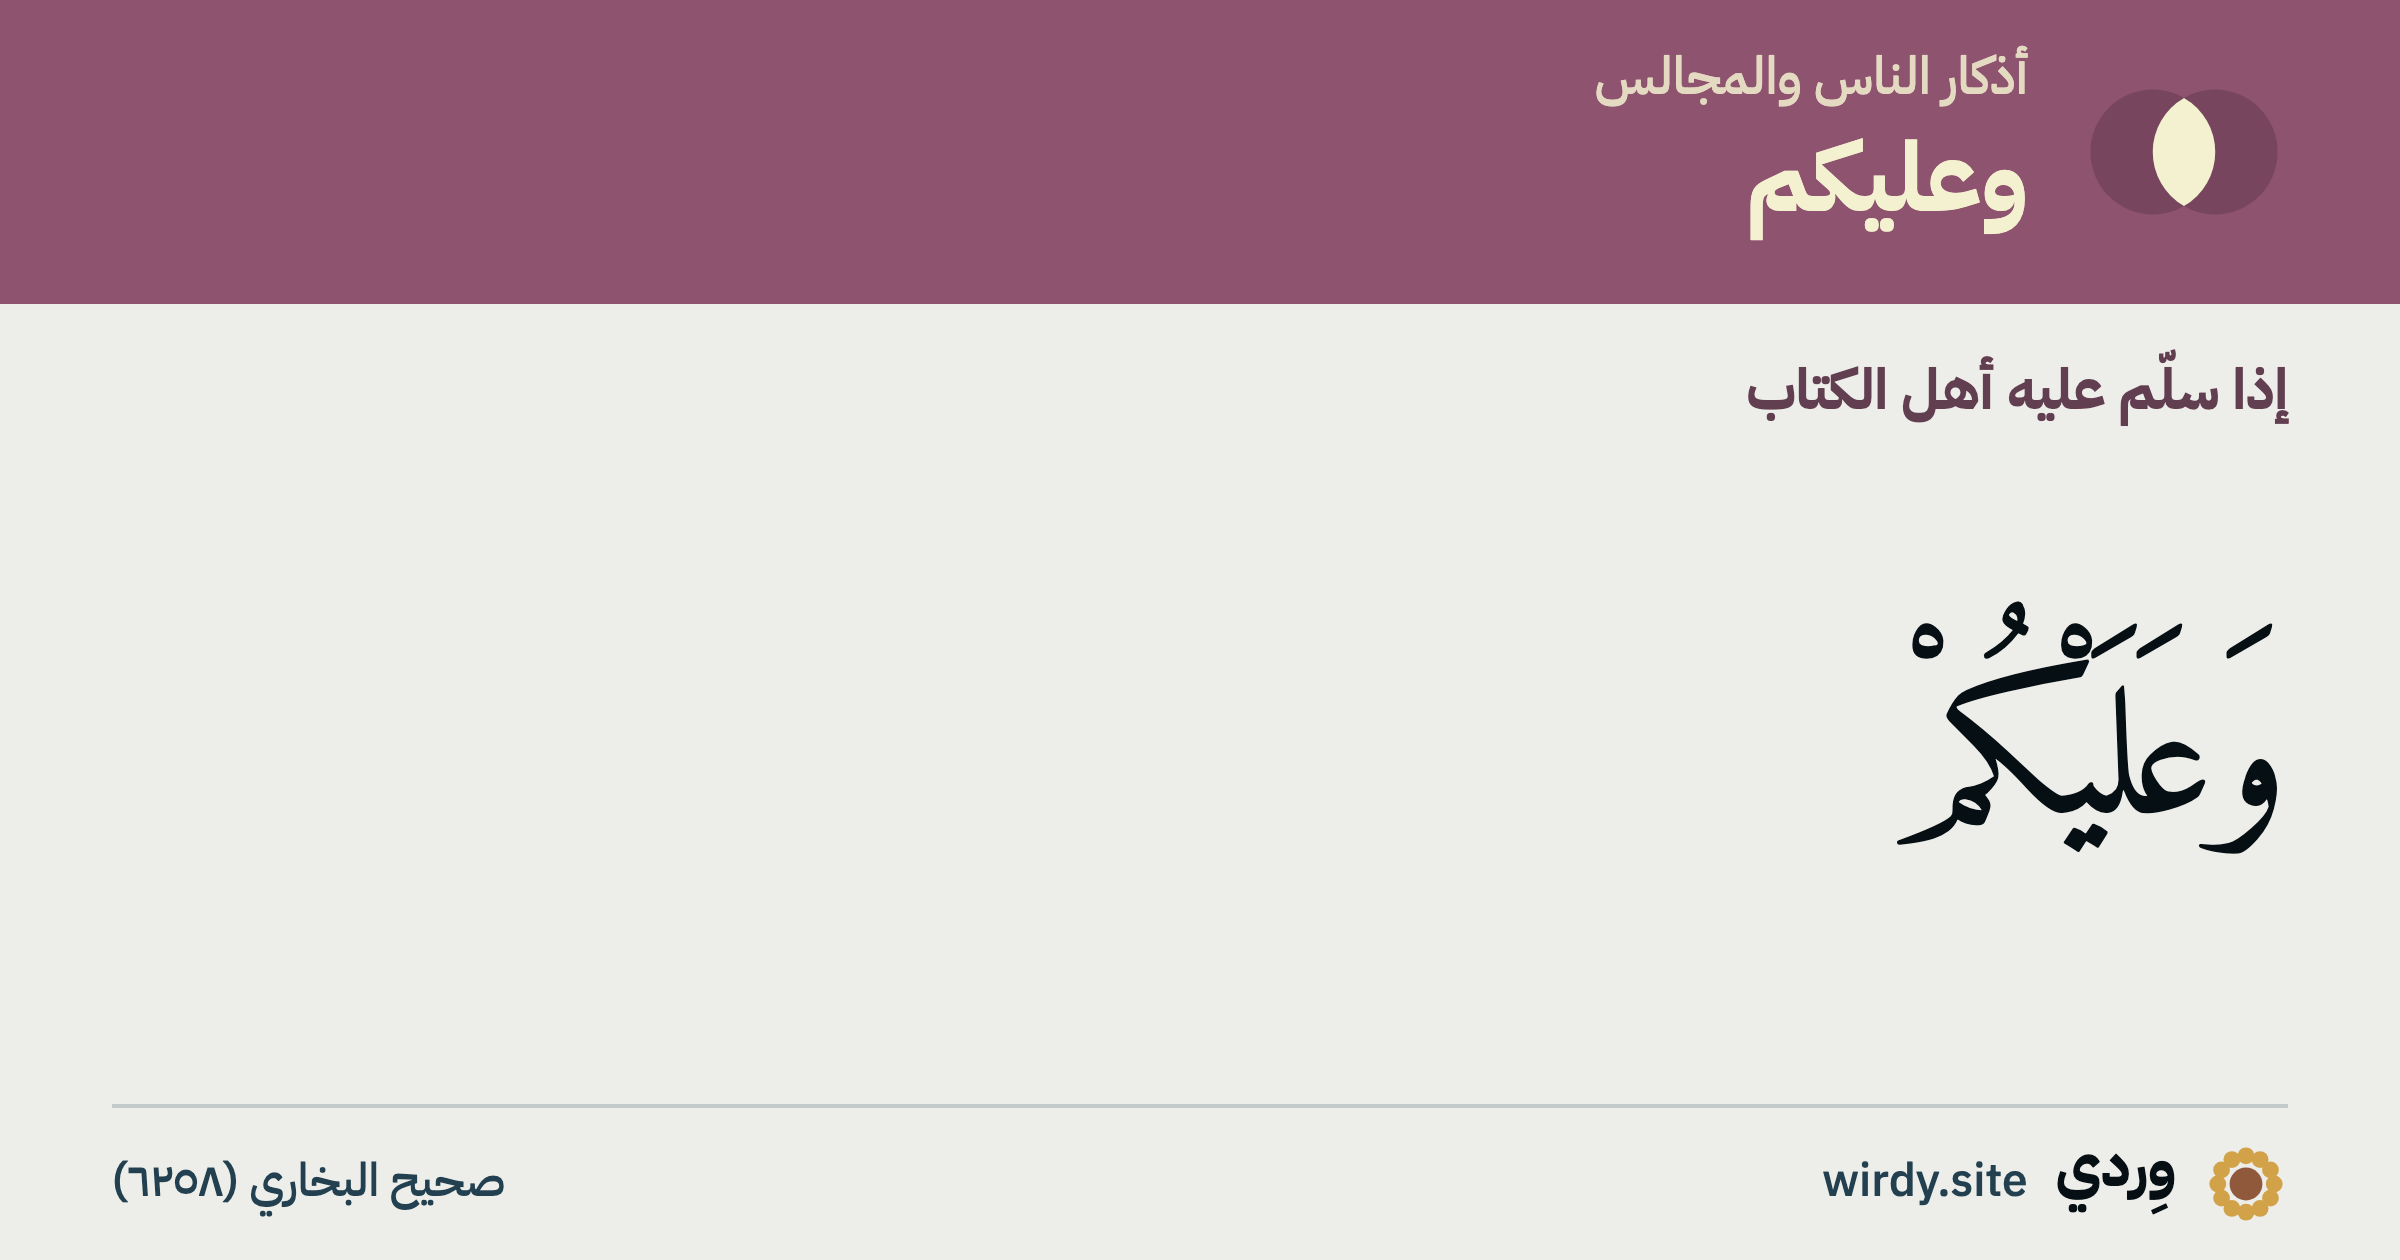 أذكار الناس والمجالس
وعليكم
إذا سلّم عليه أهل الكتاب
وَعَلَيْكُمْ
وِردي wirdy.site
صحيح البخاري (٦٢٥٨)